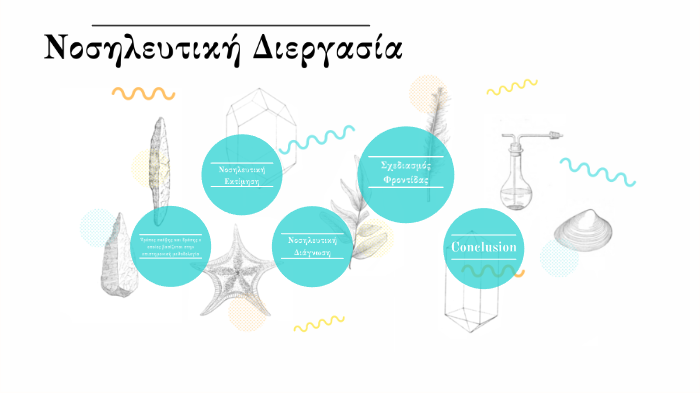 Νοσηλευτική Διεργασία
Νοσηλευτική
Εκτίμηση
Σχεδιασμός
Φροντίδας
Νοσηλευτική
Διάγνωση
Conclusion